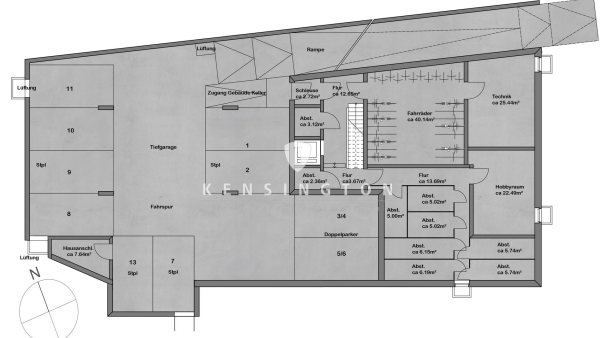 Lüftung
Rampe
Lüftung
11
Zugang Gebäude Keller
Schleuse
ca 2.72m²
Flur
ca 12.65m²
Technik
ca 25.44m²
10
Abst.
ca 3.12m²
Fahrräder
ca 40.14m²
Tiefgarage
1
Stpl
Stpl
9
2
Abst.
ca 2.36m²
Flur
ca3.67m²
Flur
ca 13.69m²
KENSINGTON
Hobbyraum
ca 22.49m²
8
Fahrspur
3/4
Abst.
5.00m²
Abst.
ca 5.02m²
Abst.
ca 5.02m²
Doppelparker
Hausanschl.
ca 7.64m²
5/6
Abst.
ca 6.15m²
Abst.
ca 5.74m²
Lüftung
13
Stpl
7
Stpl
Abst.
ca 6.19m²
Abst.
ca 5.74m²
N